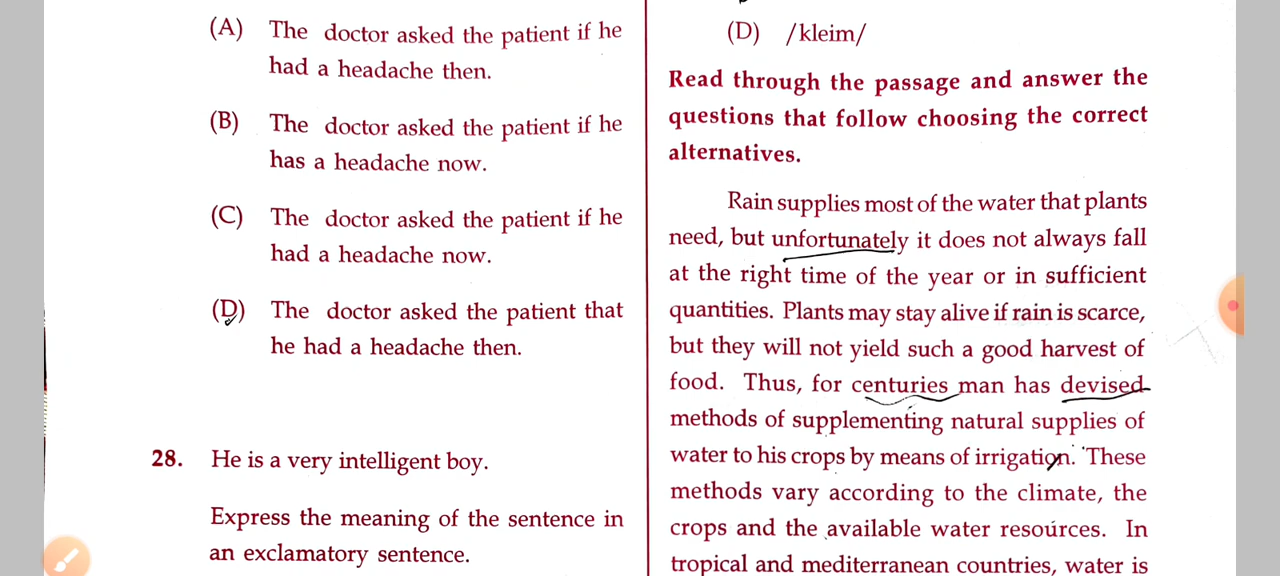 (A) The doctor asked the patient if he
had a headache then.
(B) The doctor asked the patient if he
has a headache now.
(C) The doctor asked the patient if he
had a headache now.
(D) The doctor asked the patient that
he had a headache then.
28. He is a very intelligent boy.
Express the meaning of the sentence in
an exclamatory sentence.
(D) /kleim/
Read through the passage and answer the
questions that follow choosing the correct
alternatives.
Rain supplies most of the water that plants
need, but unfortunately it does not always fall
at the right time of the year or in sufficient
quantities. Plants may stay alive if rain is scarce,
but they will not yield such a good harvest of
food. Thus, for centuries man has devised
methods of supplementing natural supplies of
water to his crops by means of irrigation. These
methods vary according to the climate, the
crops and the available water resources. In
tropical and mediterranean countries, water is